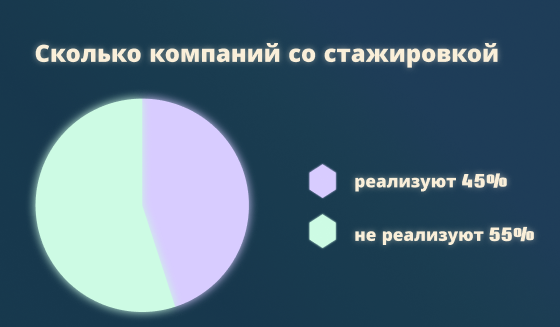 Сколько компаний со стажировкой
реализуют 45%
не реализуют 55%